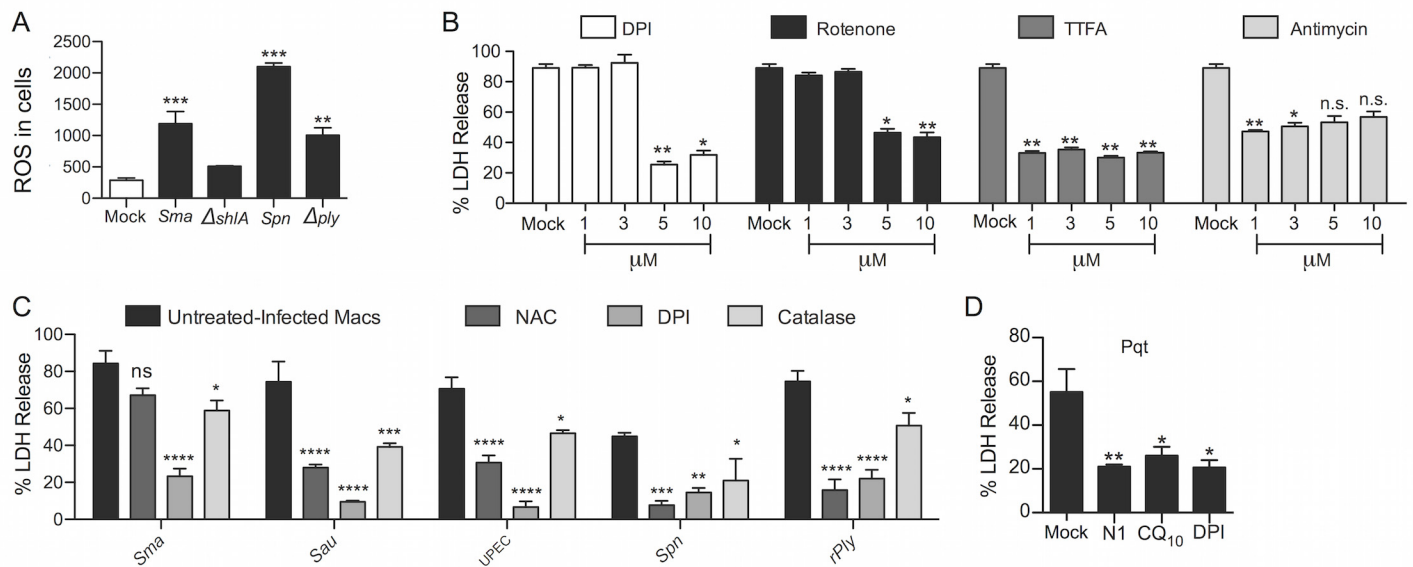 A
ROS in cells
2500
2000
1500
1000
500
0
***
***
**
Mock Sma ΔshlA Spn Δply
B
DPI Rotenone TTFA Antimycin
% LDH Release
100
80
60
40
20
0
** *
* **
** ** ** **
** * n.s. n.s.
Mock 1 3 5 10 Mock 1 3 5 10 Mock 1 3 5 10 Mock 1 3 5 10
μM μM μM μM
C
Untreated-Infected Macs NAC DPI Catalase
% LDH Release
100
80
60
40
20
0
ns **** *
**** **** ***
**** **** *
*** ** *
**** **** *
Sma Sau UPEC Spn rPly
D
Pqt
% LDH Release
80
60
40
20
0
** * *
Mock N1 CQ10 DPI